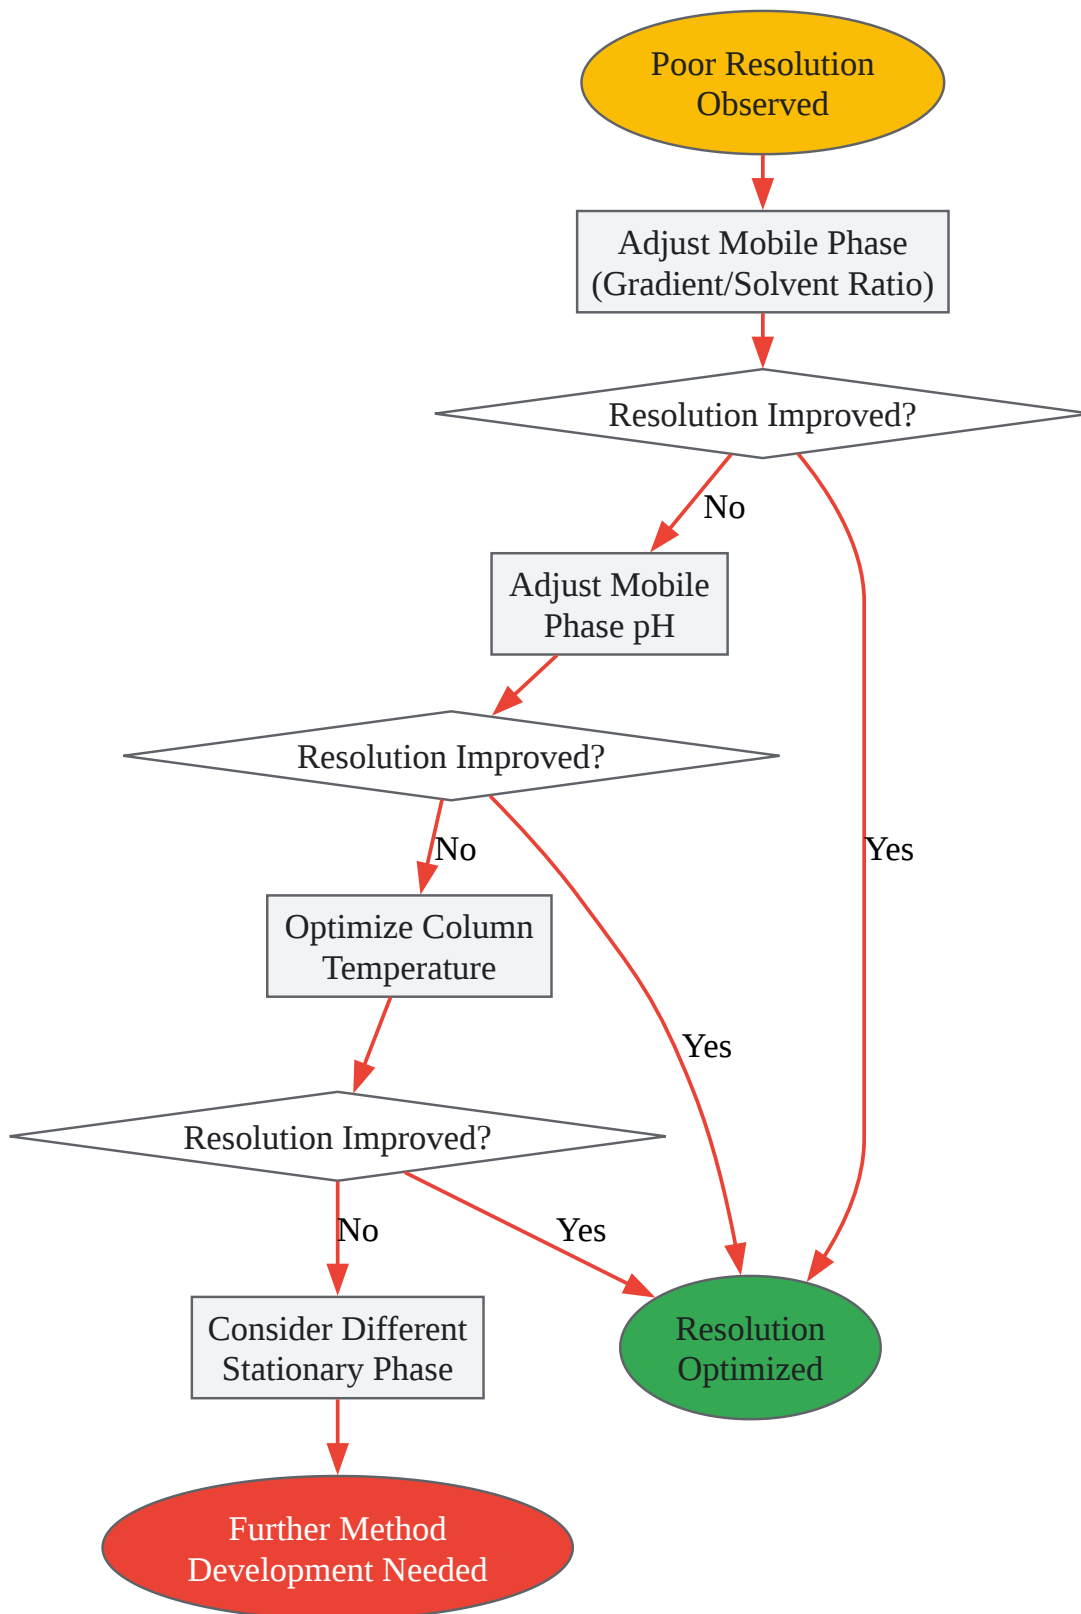 Poor Resolution
Observed
Adjust Mobile Phase
(Gradient/Solvent Ratio)
Resolution Improved?
No
Adjust Mobile
Phase pH
Resolution Improved?
No
Yes
Optimize Column
Temperature
Yes
Resolution Improved?
No
Yes
Consider Different
Stationary Phase
Resolution
Optimized
Further Method
Development Needed